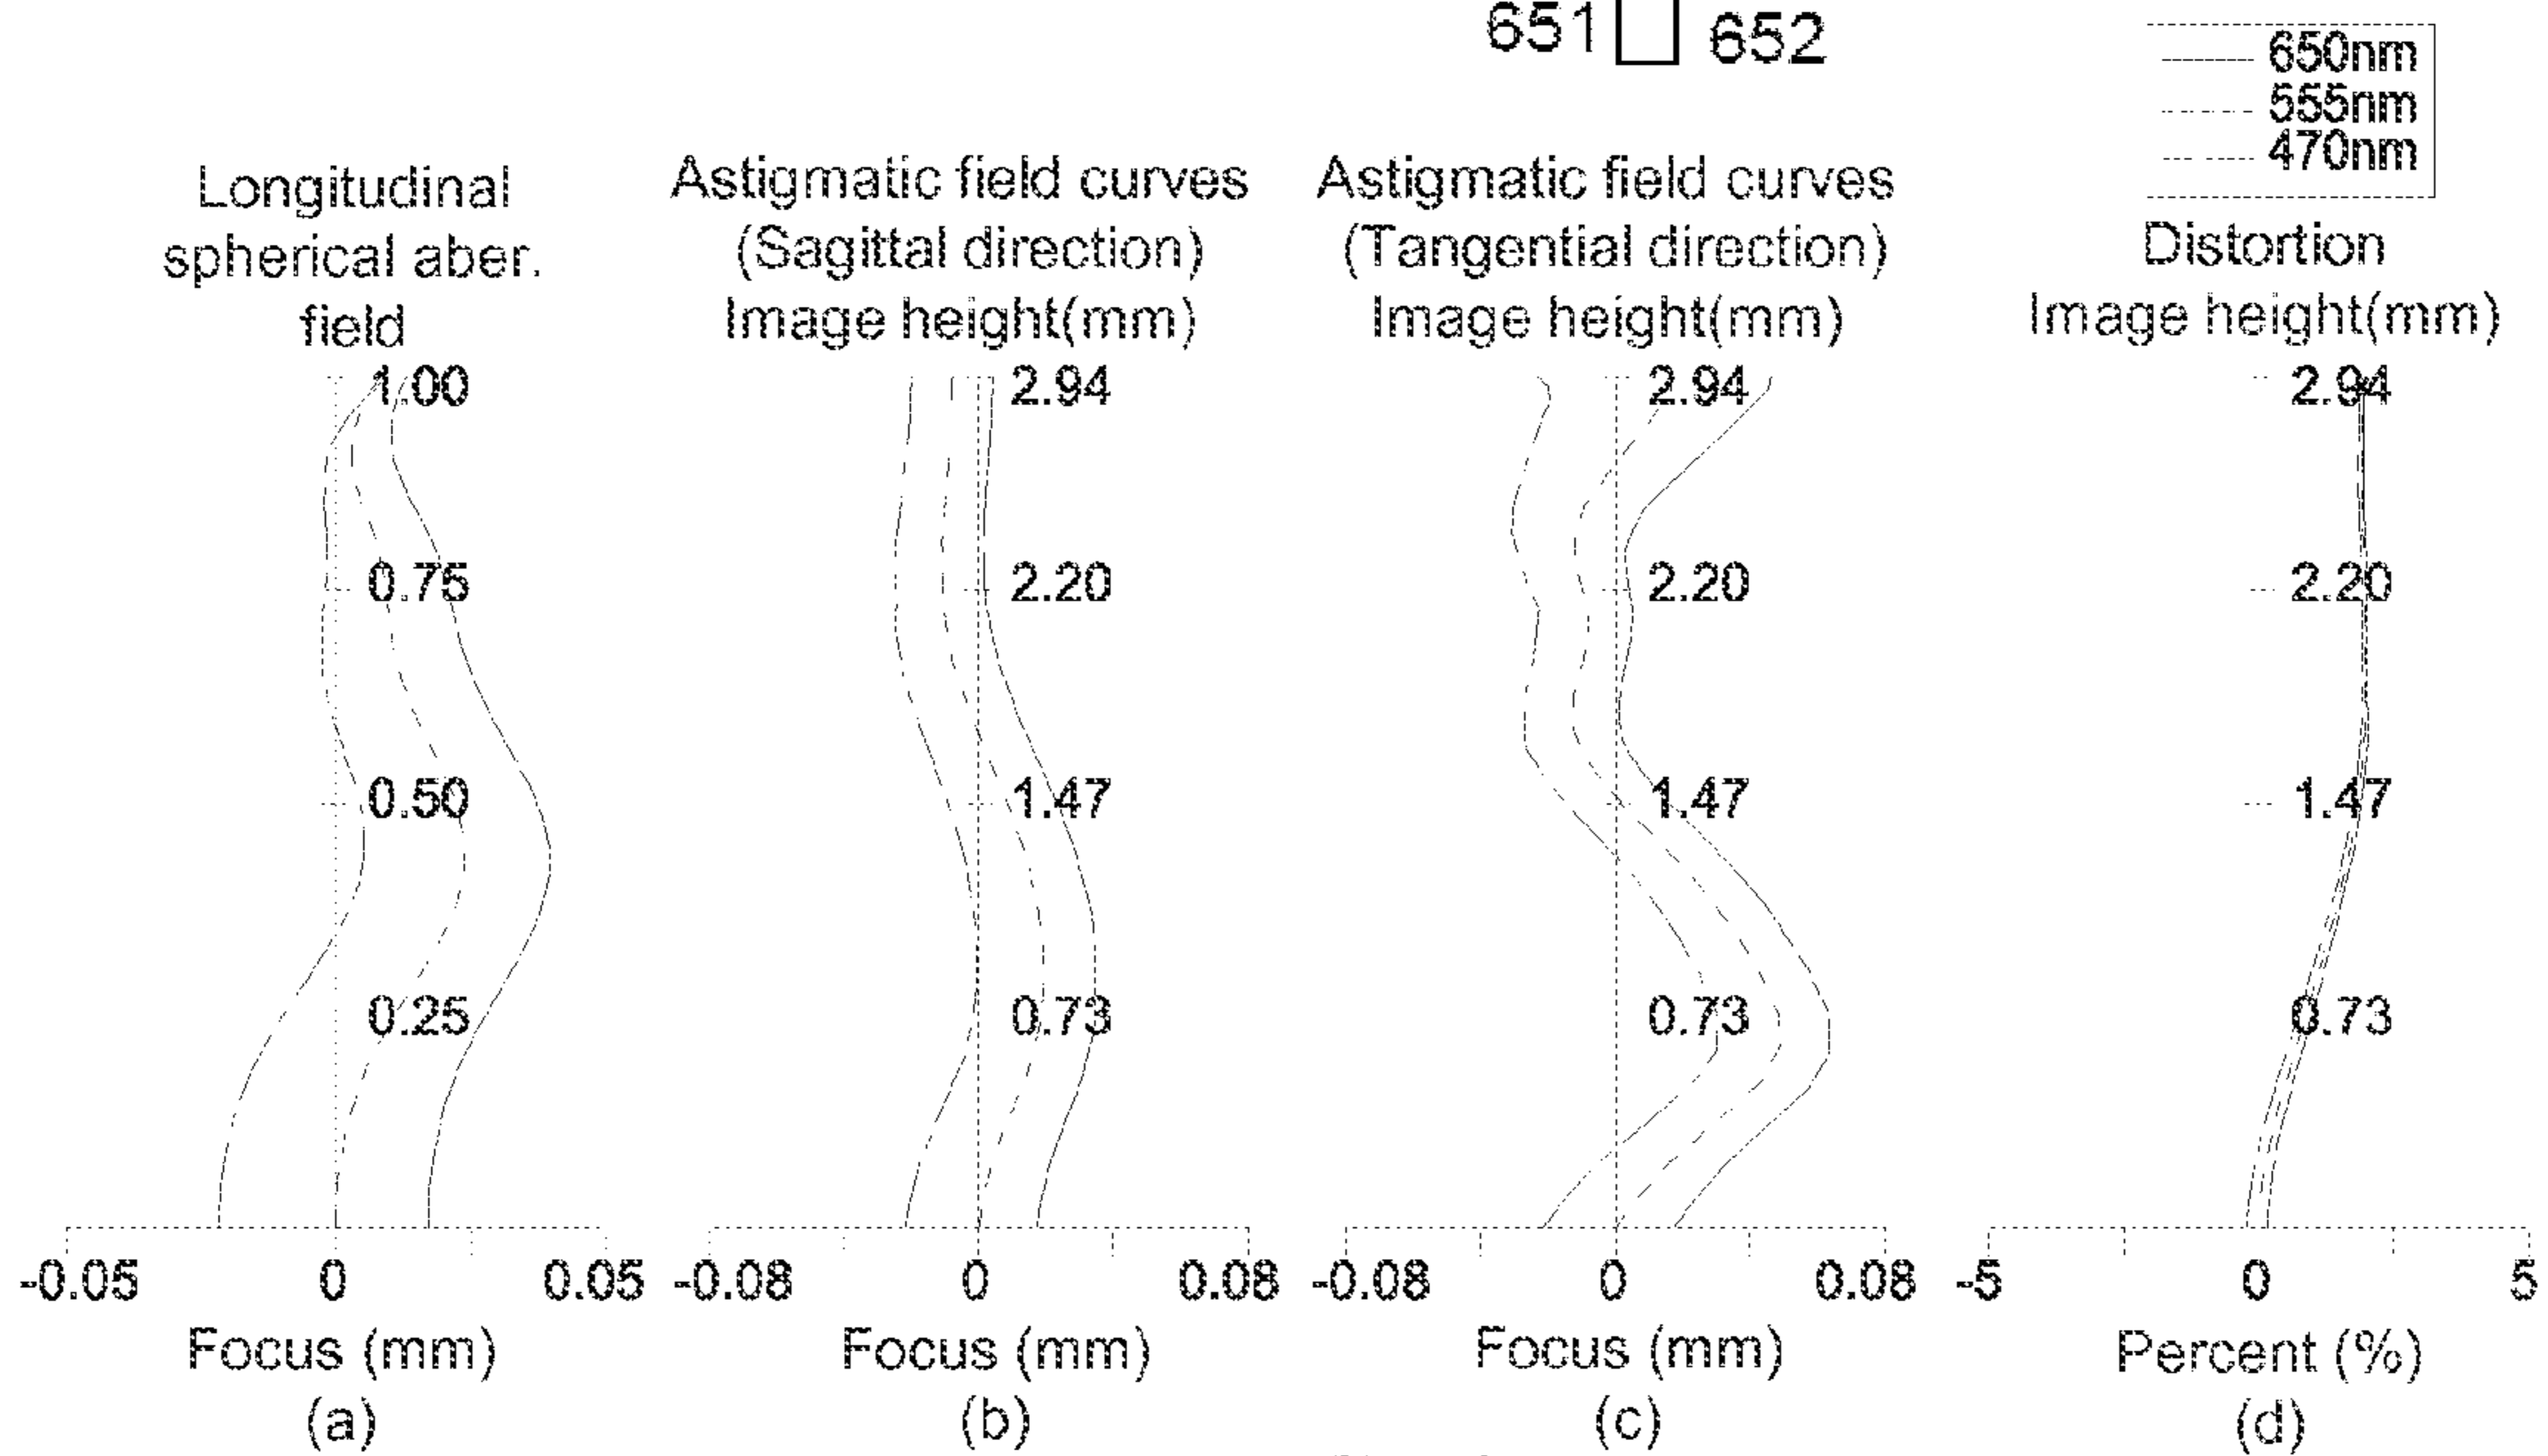 651 652
650nm
555nm
470nm
Longitudinal
spherical aber.
field
1.00
0.75
0.50
0.25
-0.05 0 0.05
Focus (mm)
(a)
Astigmatic field curves
(Sagittal direction)
Image height(mm)
2.94
2.20
1.47
0.73
-0.08 0 0.08
Focus (mm)
(b)
Astigmatic field curves
(Tangential direction)
Image height(mm)
2.94
2.20
1.47
0.73
-0.08 0 0.08
Focus (mm)
(c)
Distortion
Image height(mm)
2.94
2.20
1.47
0.73
-5 0 5
Percent (%)
(d)